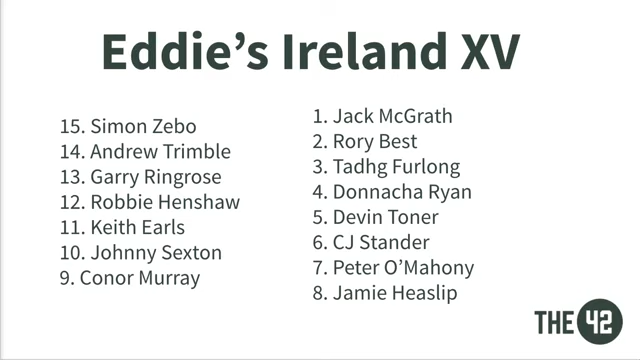 Eddie's Ireland XV
15. Simon Zebo
14. Andrew Trimble
13. Garry Ringrose
12. Robbie Henshaw
11. Keith Earls
10. Johnny Sexton
9. Conor Murray
1. Jack McGrath
2. Rory Best
3. Tadhg Furlong
4. Donnacha Ryan
5. Devin Toner
6. CJ Stander
7. Peter O'Mahony
8. Jamie Heaslip
THE 42